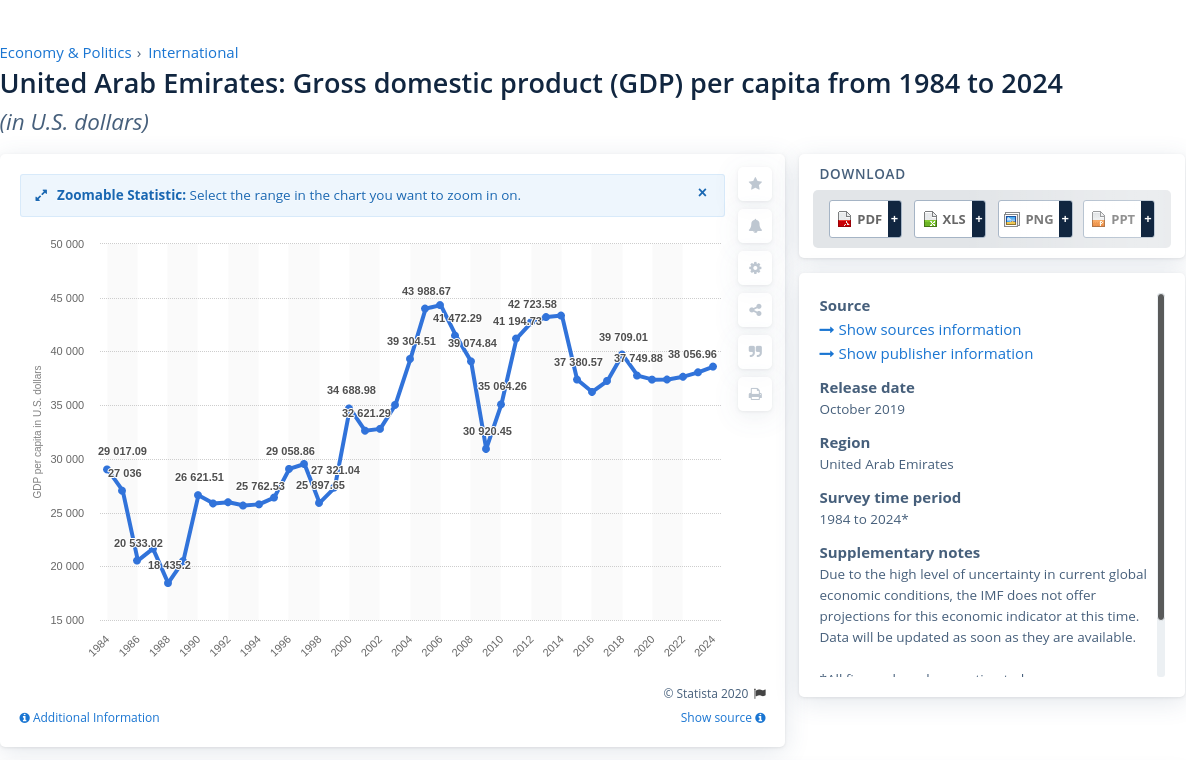 Economy & Politics › International
United Arab Emirates: Gross domestic product (GDP) per capita from 1984 to 2024
(in U.S. dollars)
Zoomable Statistic: Select the range in the chart you want to zoom in on. ×
GDP per capita in U.S. dollars
50 000
45 000
40 000
35 000
30 000
25 000
20 000
15 000
29 017.09
27 036
20 533.02
18 435.2
26 621.51
25 762.53
29 058.86
25 897.65
27 321.04
34 688.98
32 621.29
39 304.51
43 988.67
41 472.29
39 074.84
30 920.45
35 064.26
41 194.73
42 723.58
37 380.57
39 709.01
37 749.88
38 056.96
1984 1986 1988 1990 1992 1994 1996 1998 2000 2002 2004 2006 2008 2010 2012 2014 2016 2018 2020 2022 2024
© Statista 2020
Additional Information
Show source
DOWNLOAD
PDF + XLS + PNG + PPT +
Source
Show sources information
Show publisher information
Release date
October 2019
Region
United Arab Emirates
Survey time period
1984 to 2024*
Supplementary notes
Due to the high level of uncertainty in current global
economic conditions, the IMF does not offer
projections for this economic indicator at this time.
Data will be updated as soon as they are available.